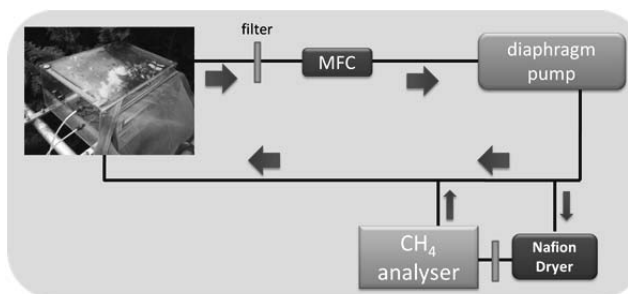 filter
MFC
diaphragm
pump
CH₄
analyser
Nafion
Dryer